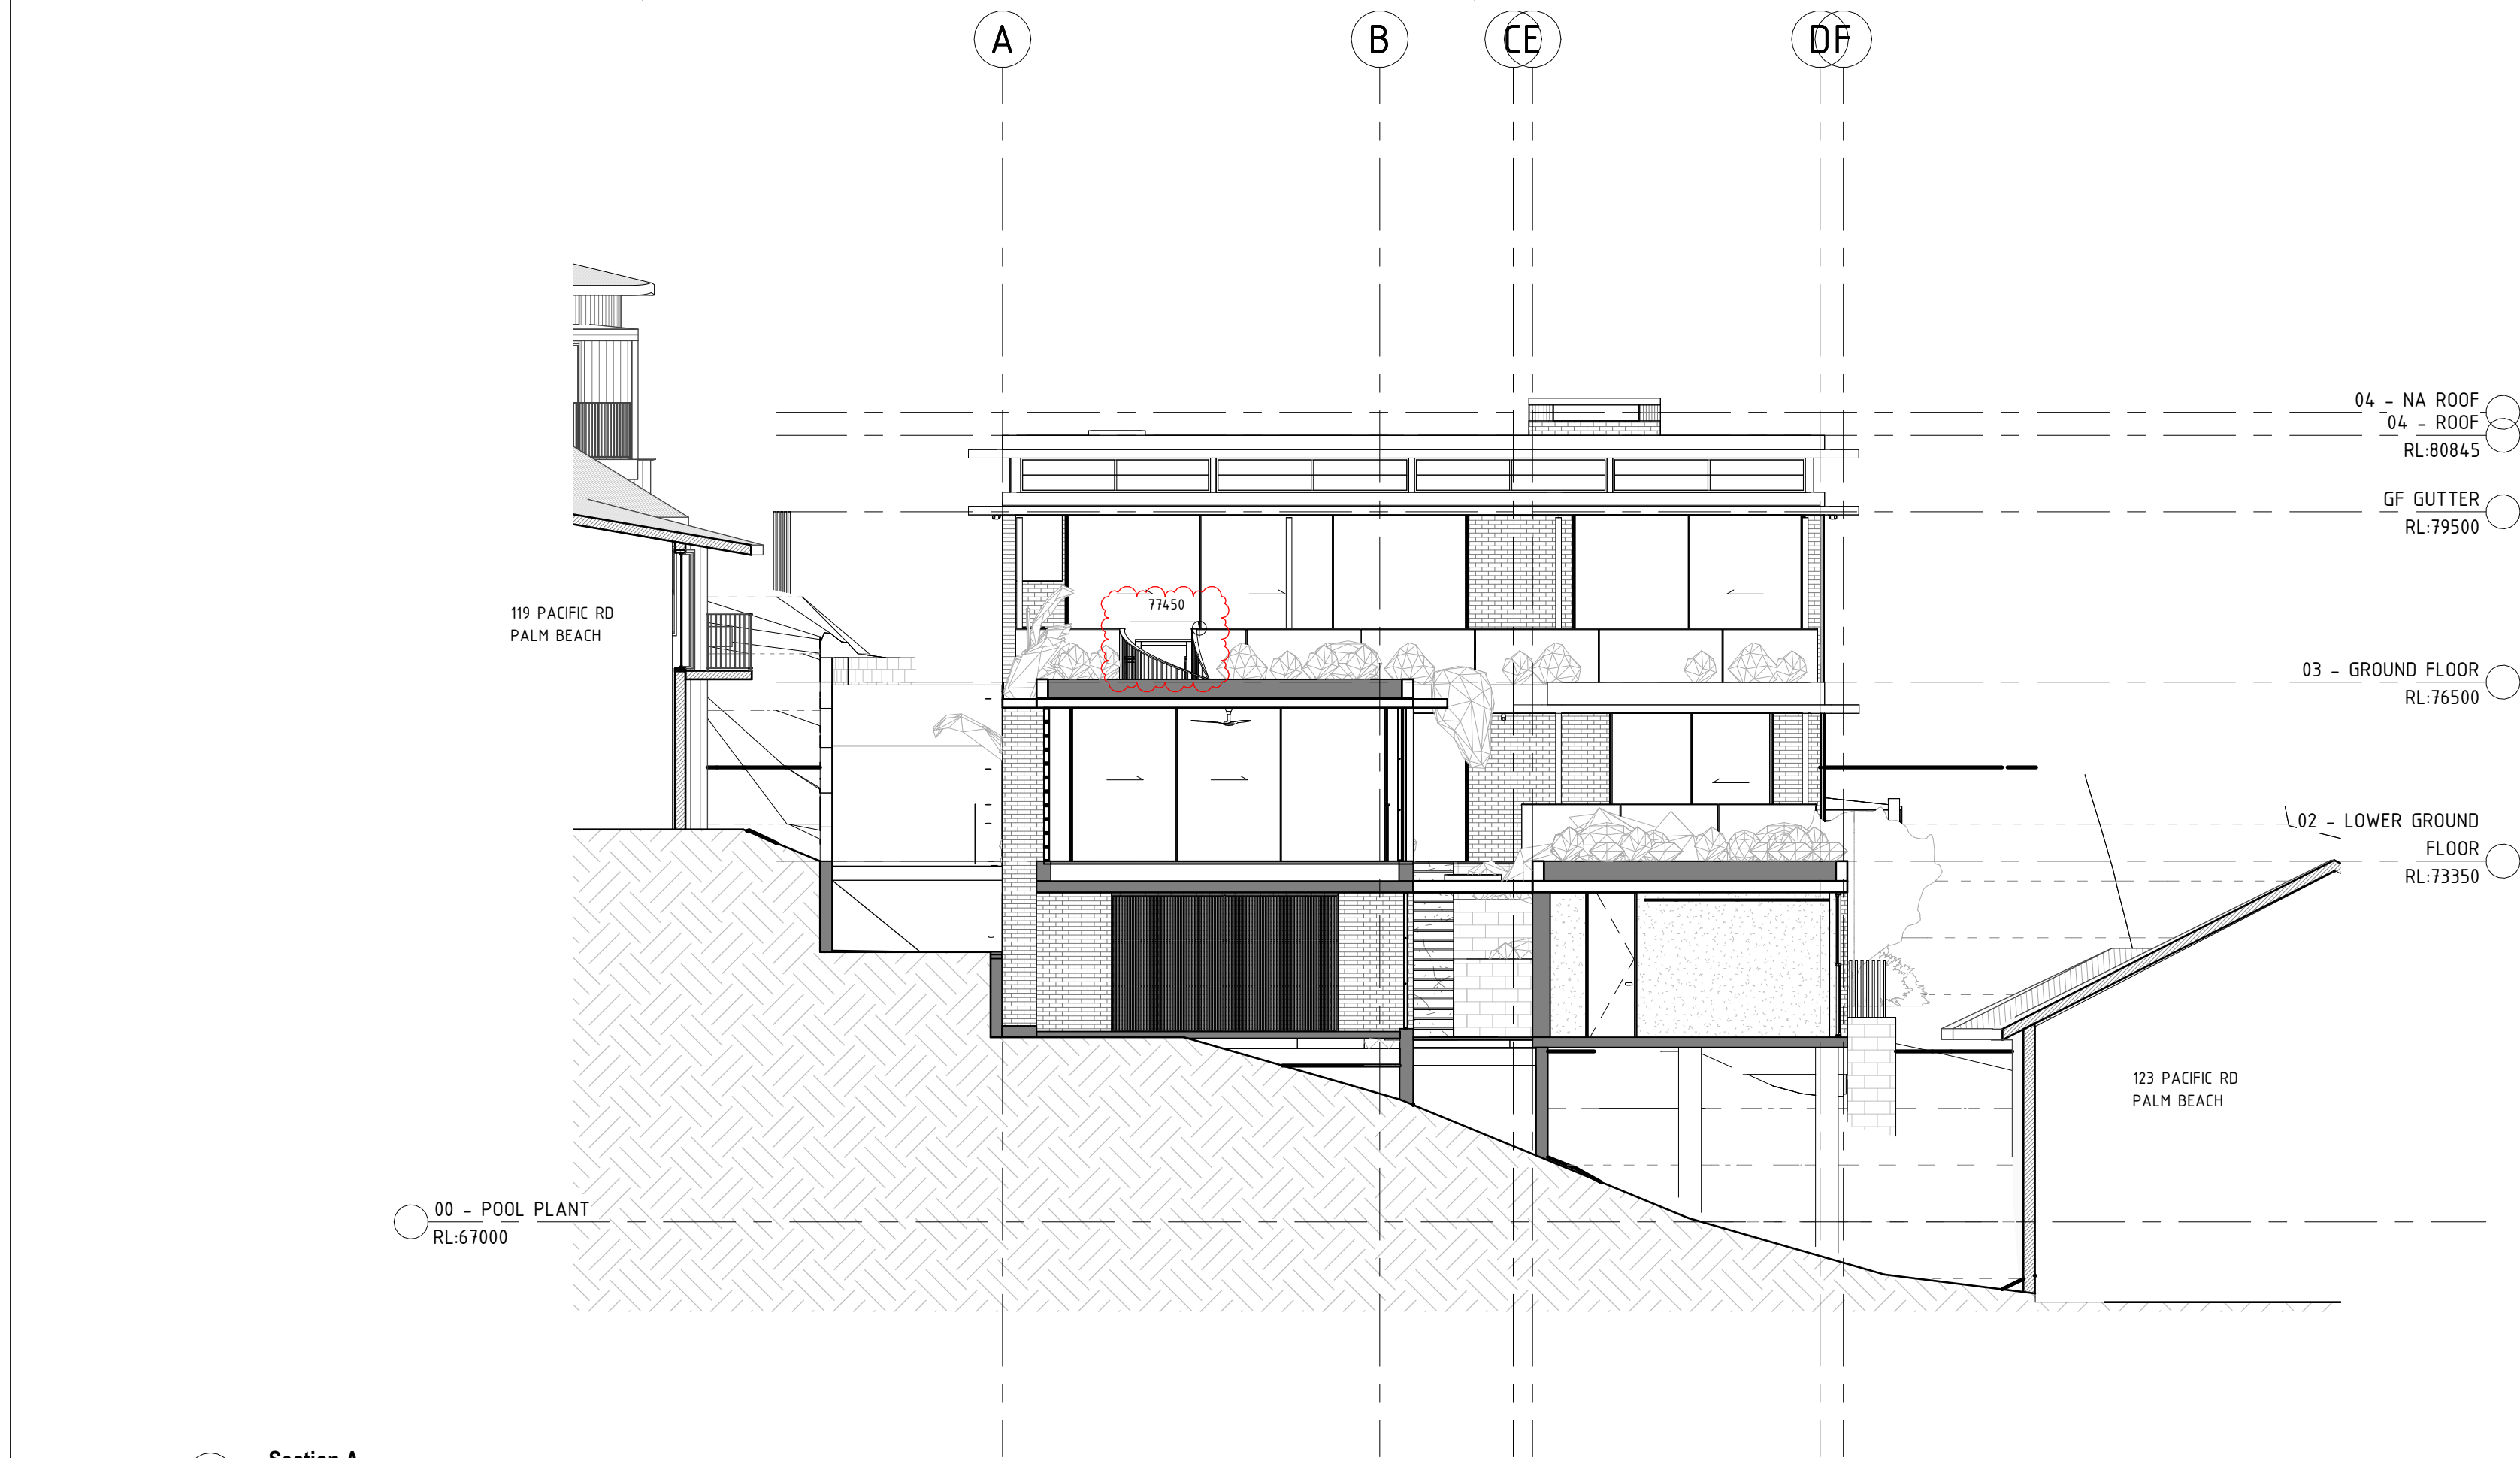 A
B
C
E
D
F
04 - NA ROOF
04 - ROOF
RL:80845
GF GUTTER
RL:79500
77450
119 PACIFIC RD
PALM BEACH
03 - GROUND FLOOR
RL:76500
02 - LOWER GROUND
FLOOR
RL:73350
123 PACIFIC RD
PALM BEACH
00 - POOL PLANT
RL:67000
Section A